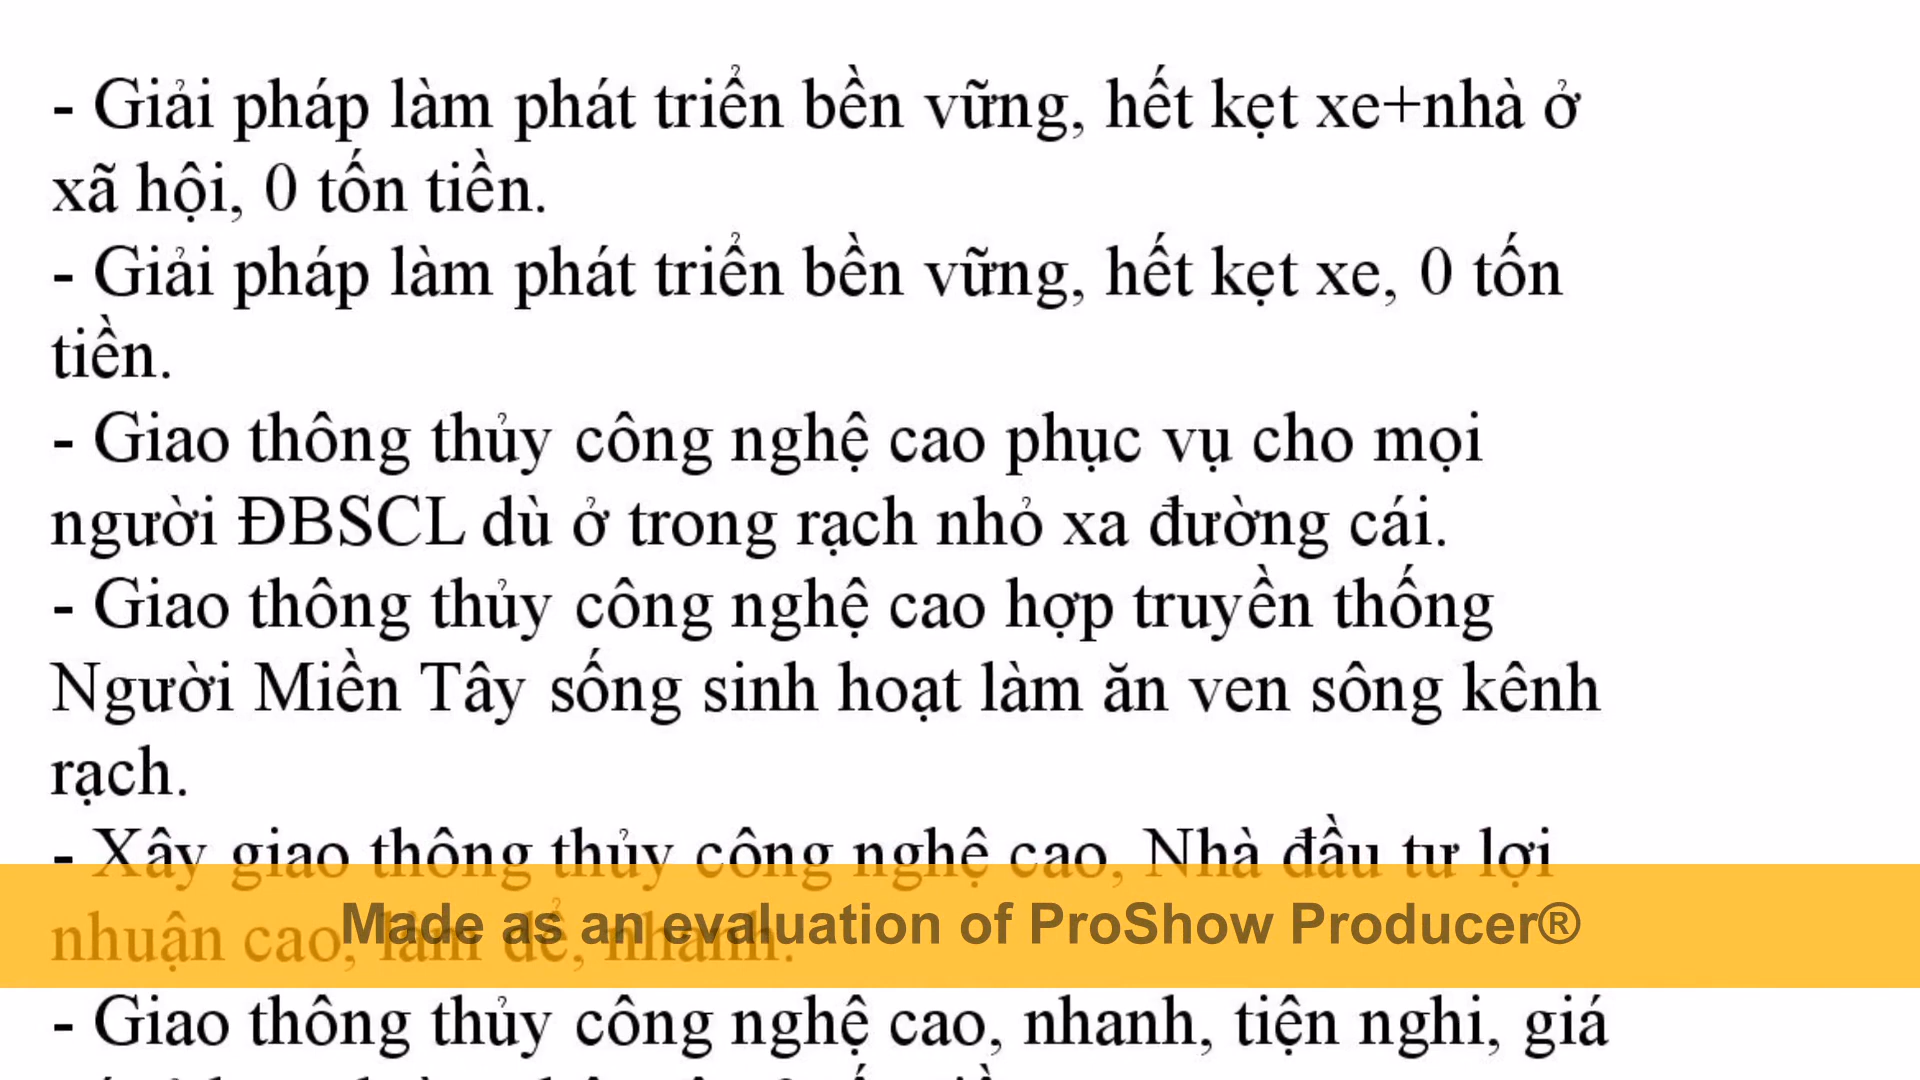 - Giải pháp làm phát triển bền vững, hết kẹt xe+nhà ở
xã hội, 0 tốn tiền.
- Giải pháp làm phát triển bền vững, hết kẹt xe, 0 tốn
tiền.
- Giao thông thủy công nghệ cao phục vụ cho mọi
người ĐBSCL dù ở trong rạch nhỏ xa đường cái.
- Giao thông thủy công nghệ cao hợp truyền thống
Người Miền Tây sống sinh hoạt làm ăn ven sông kênh
rạch.
- Xây giao thông thủy công nghệ cao, Nhà đầu tư lợi
nhuận cao, làm dể, nhanh.
Made as an evaluation of ProShow Producer®
- Giao thông thủy công nghệ cao, nhanh, tiện nghi, giá